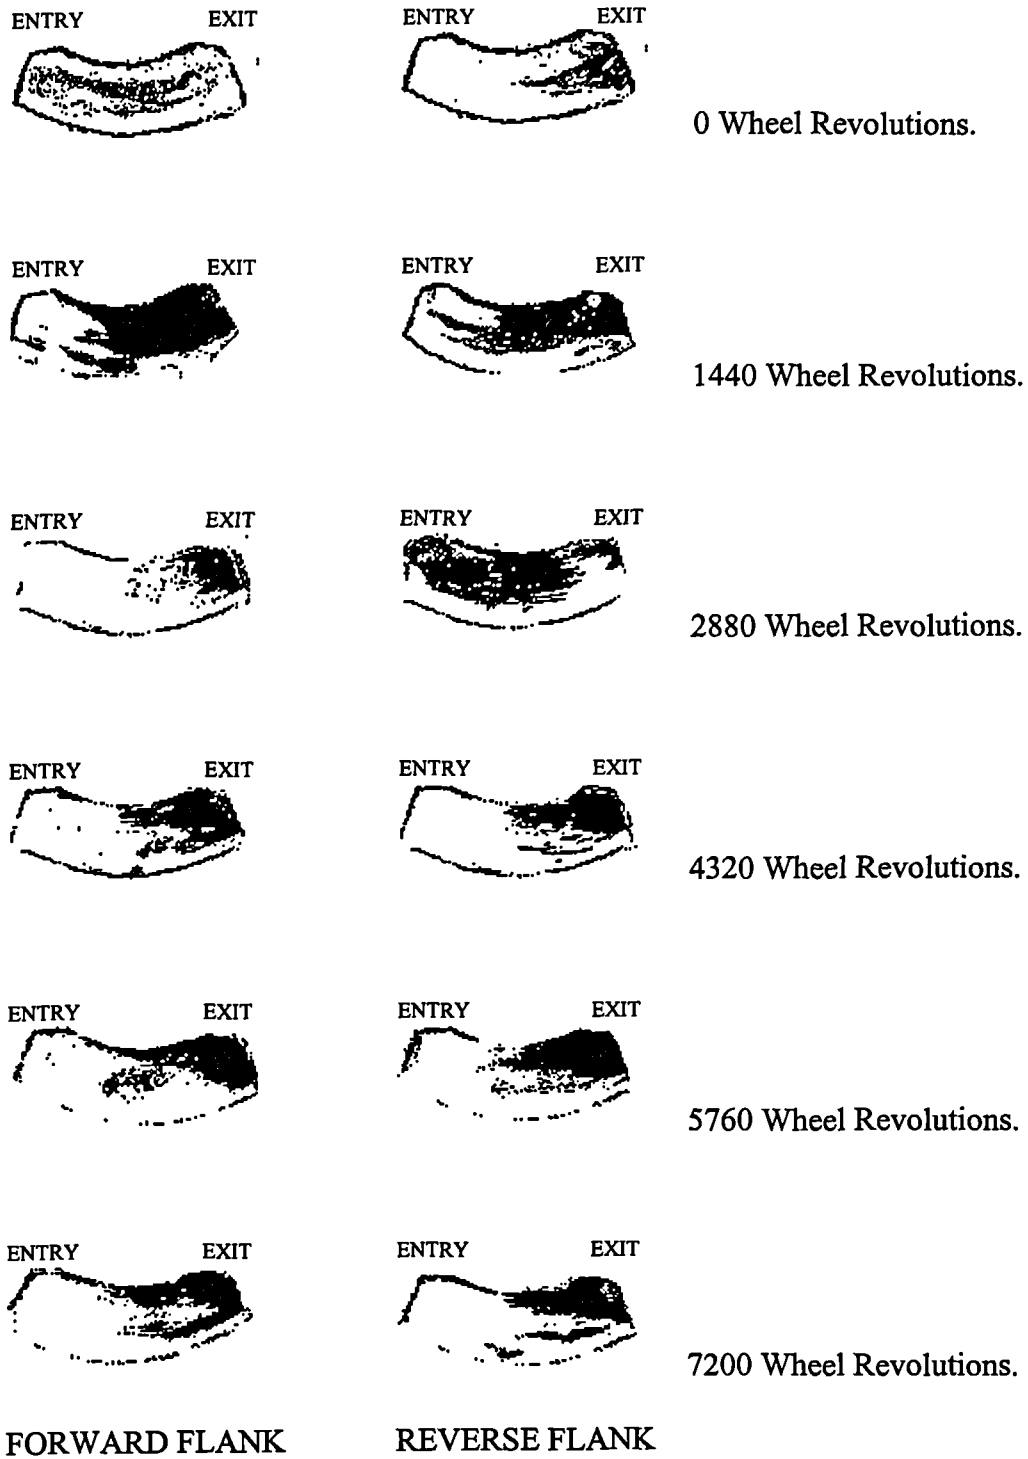 ENTRY EXIT ENTRY EXIT
0 Wheel Revolutions.
ENTRY EXIT ENTRY EXIT
1440 Wheel Revolutions.
ENTRY EXIT ENTRY EXIT
2880 Wheel Revolutions.
ENTRY EXIT ENTRY EXIT
4320 Wheel Revolutions.
ENTRY EXIT ENTRY EXIT
5760 Wheel Revolutions.
ENTRY EXIT ENTRY EXIT
7200 Wheel Revolutions.
FORWARD FLANK REVERSE FLANK